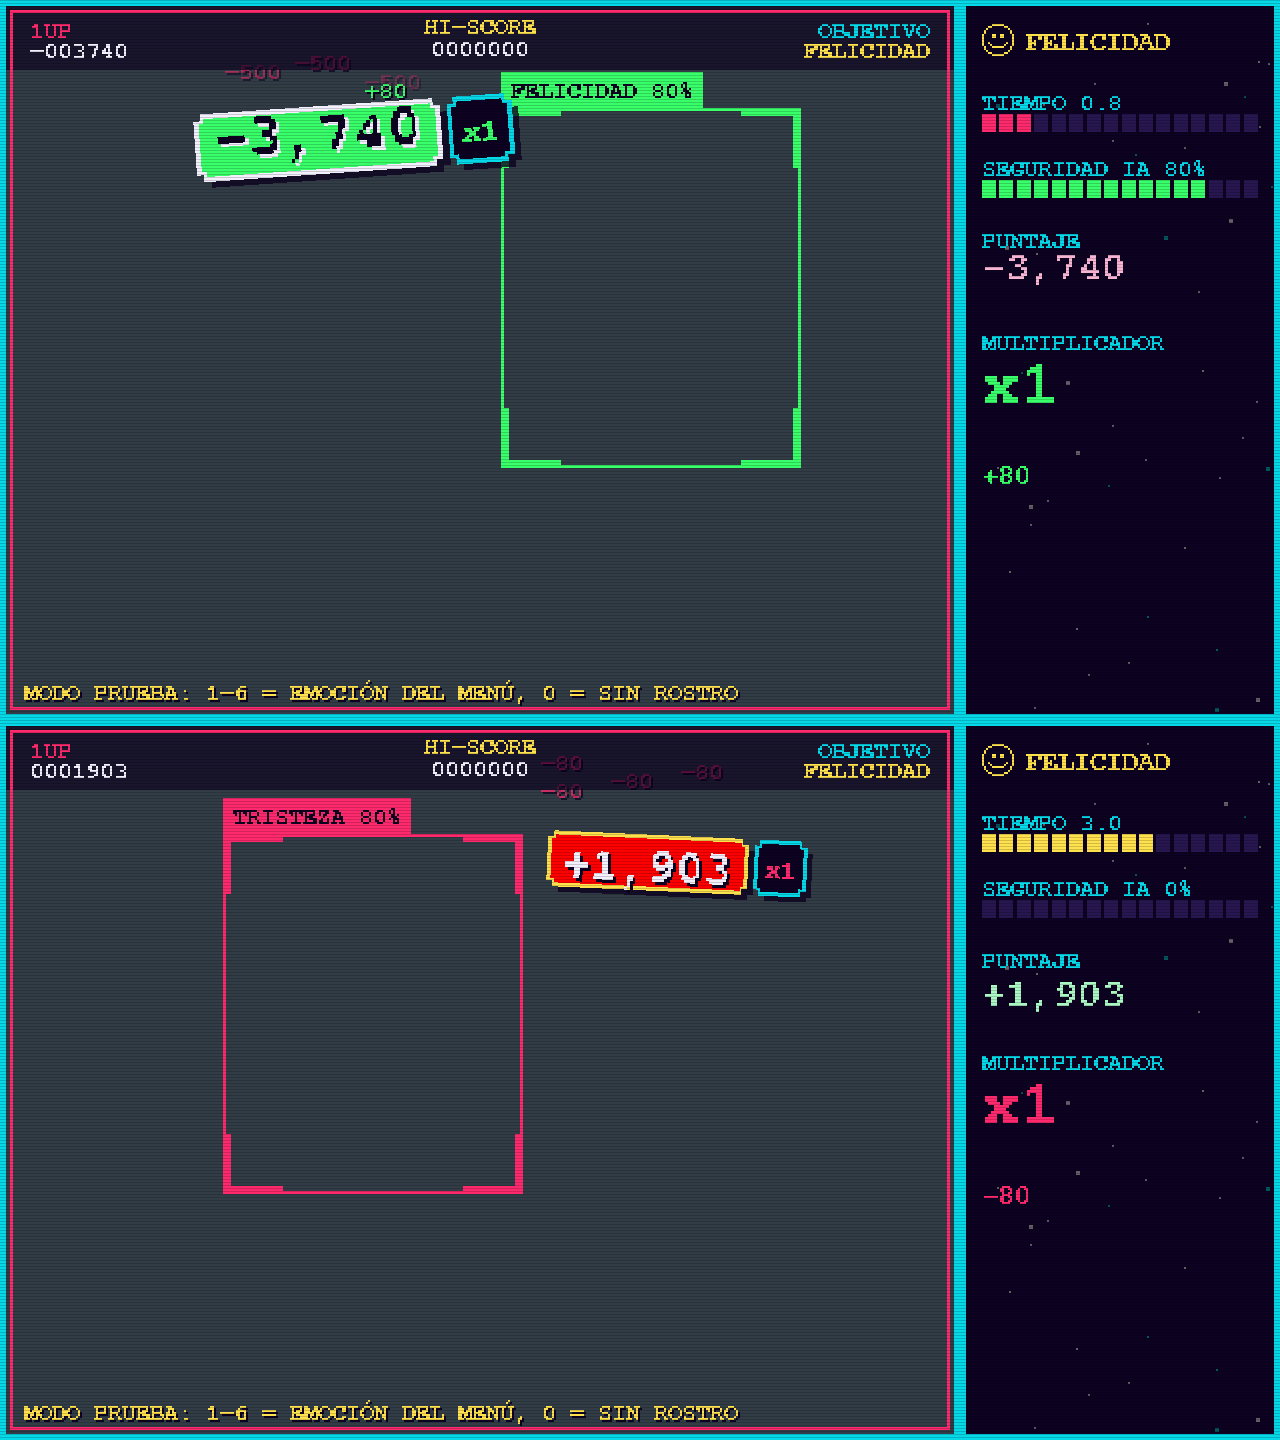 1UP
-003740
HI-SCORE
0000000
OBJETIVO
FELICIDAD
-500
-500
-500
+80
FELICIDAD 80%
-3,740
x1
MODO PRUEBA: 1-6 = EMOCIÓN DEL MENÚ, 0 = SIN ROSTRO
FELICIDAD
TIEMPO 0.8
SEGURIDAD IA 80%
PUNTAJE
-3,740
MULTIPLICADOR
x1
+80
1UP
0001903
HI-SCORE
0000000
OBJETIVO
FELICIDAD
-80
-80
-80
-80
TRISTEZA 80%
+1,903
x1
MODO PRUEBA: 1-6 = EMOCIÓN DEL MENÚ, 0 = SIN ROSTRO
FELICIDAD
TIEMPO 3.0
SEGURIDAD IA 0%
PUNTAJE
+1,903
MULTIPLICADOR
x1
-80